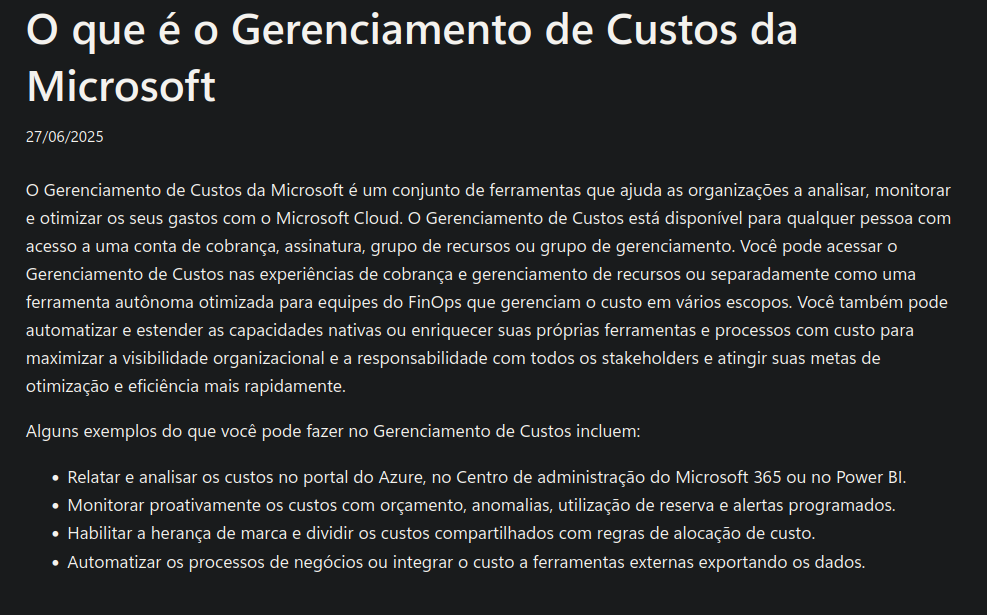 O que é o Gerenciamento de Custos da
Microsoft
27/06/2025
O Gerenciamento de Custos da Microsoft é um conjunto de ferramentas que ajuda as organizações a analisar, monitorar
e otimizar os seus gastos com o Microsoft Cloud. O Gerenciamento de Custos está disponível para qualquer pessoa com
acesso a uma conta de cobrança, assinatura, grupo de recursos ou grupo de gerenciamento. Você pode acessar o
Gerenciamento de Custos nas experiências de cobrança e gerenciamento de recursos ou separadamente como uma
ferramenta autônoma otimizada para equipes do FinOps que gerenciam o custo em vários escopos. Você também pode
automatizar e estender as capacidades nativas ou enriquecer suas próprias ferramentas e processos com custo para
maximizar a visibilidade organizacional e a responsabilidade com todos os stakeholders e atingir suas metas de
otimização e eficiência mais rapidamente.
Alguns exemplos do que você pode fazer no Gerenciamento de Custos incluem:
• Relatar e analisar os custos no portal do Azure, no Centro de administração do Microsoft 365 ou no Power BI.
• Monitorar proativamente os custos com orçamento, anomalias, utilização de reserva e alertas programados.
• Habilitar a herança de marca e dividir os custos compartilhados com regras de alocação de custo.
• Automatizar os processos de negócios ou integrar o custo a ferramentas externas exportando os dados.